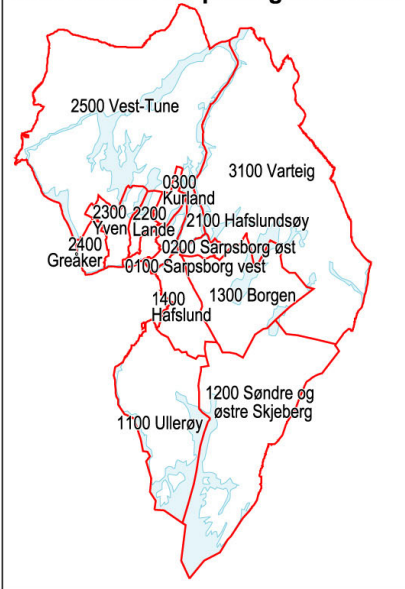 2500 Vest-Tune
3100 Varteig
0300
Kurland
2300
Yven
2200
Lande
2100 Hafslundsøy
2400
Greåker
0200 Sarpsborg øst
0100 Sarpsborg vest
1400
Hafslund
1300 Borgen
1200 Søndre og
østre Skjeberg
1100 Ullerøy